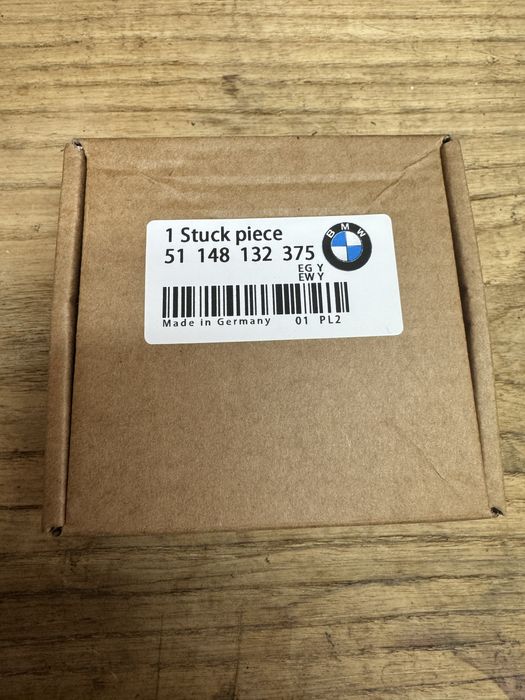 1 Stuck piece
51 148 132 375
BMW
EG Y
EW Y
Made in Germany 01 PL2